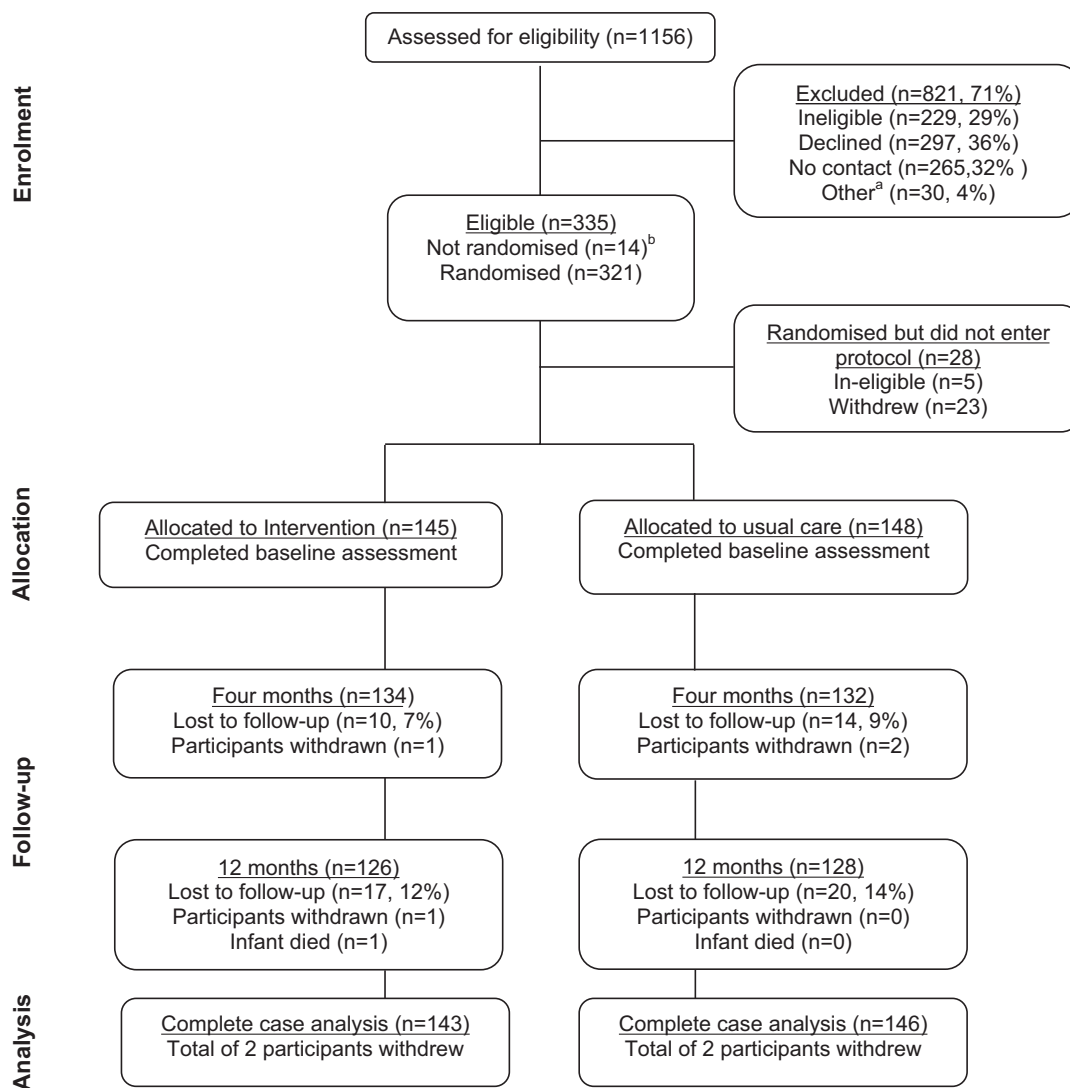 Assessed for eligibility (n=1156)
Enrolment
Excluded (n=821, 71%)
Ineligible (n=229, 29%)
Declined (n=297, 36%)
No contact (n=265,32% )
Otherᵃ (n=30, 4%)
Eligible (n=335)
Not randomised (n=14)ᵇ
Randomised (n=321)
Randomised but did not enter
protocol (n=28)
In-eligible (n=5)
Withdrew (n=23)
Allocation
Allocated to Intervention (n=145)
Completed baseline assessment
Allocated to usual care (n=148)
Completed baseline assessment
Follow-up
Four months (n=134)
Lost to follow-up (n=10, 7%)
Participants withdrawn (n=1)
Four months (n=132)
Lost to follow-up (n=14, 9%)
Participants withdrawn (n=2)
12 months (n=126)
Lost to follow-up (n=17, 12%)
Participants withdrawn (n=1)
Infant died (n=1)
12 months (n=128)
Lost to follow-up (n=20, 14%)
Participants withdrawn (n=0)
Infant died (n=0)
Analysis
Complete case analysis (n=143)
Total of 2 participants withdrew
Complete case analysis (n=146)
Total of 2 participants withdrew